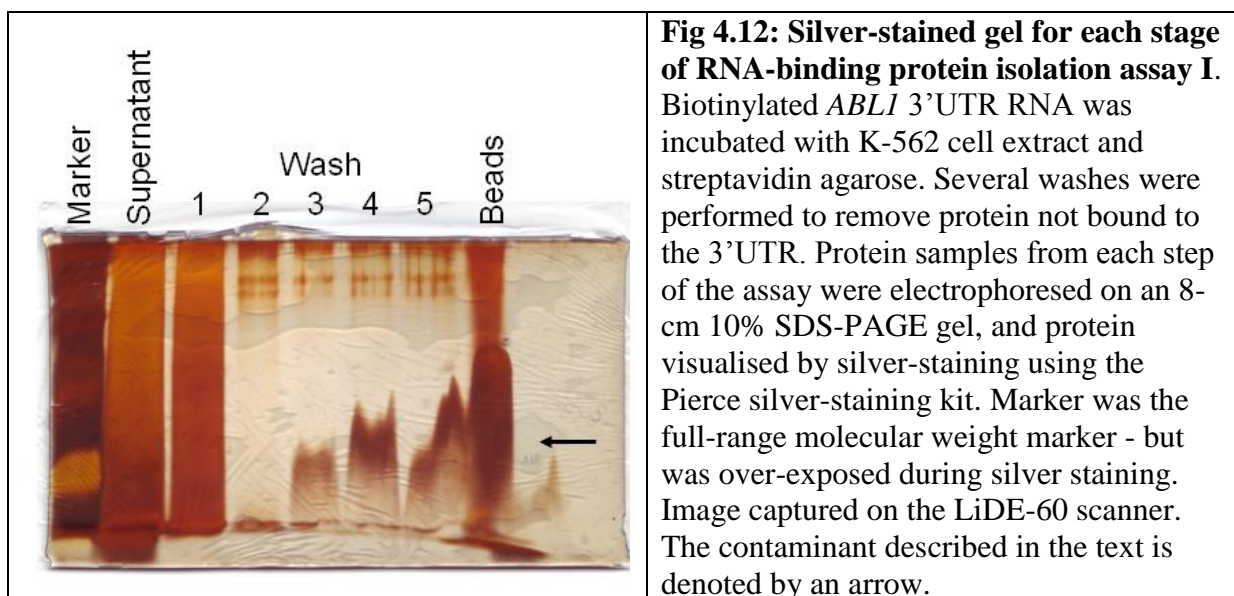 Marker
Supernatant
Wash
1 2 3 4 5
Beads
Fig 4.12: Silver-stained gel for each stage
of RNA-binding protein isolation assay I.
Biotinylated ABL1 3’UTR RNA was
incubated with K-562 cell extract and
streptavidin agarose. Several washes were
performed to remove protein not bound to
the 3’UTR. Protein samples from each step
of the assay were electrophoresed on an 8-
cm 10% SDS-PAGE gel, and protein
visualised by silver-staining using the
Pierce silver-staining kit. Marker was the
full-range molecular weight marker - but
was over-exposed during silver staining.
Image captured on the LiDE-60 scanner.
The contaminant described in the text is
denoted by an arrow.